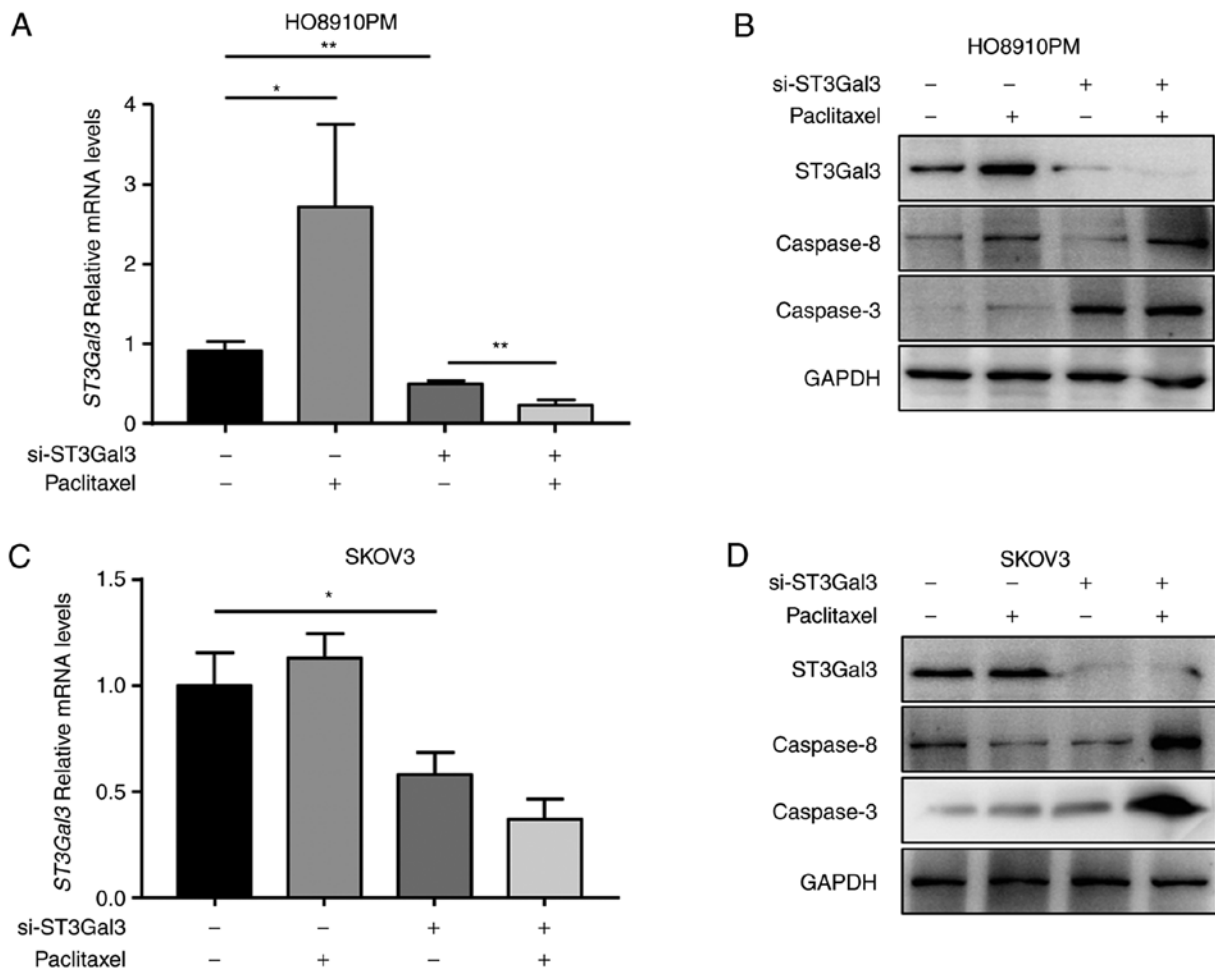 A
HO8910PM
**
*
**
ST3Gal3 Relative mRNA levels
4
3
2
1
0
si-ST3Gal3 – – + +
Paclitaxel – + – +
B
HO8910PM
si-ST3Gal3 – – + +
Paclitaxel – + – +
ST3Gal3
Caspase-8
Caspase-3
GAPDH
C
SKOV3
*
ST3Gal3 Relative mRNA levels
1.5
1.0
0.5
0.0
si-ST3Gal3 – – + +
Paclitaxel – + – +
D
SKOV3
si-ST3Gal3 – – + +
Paclitaxel – + – +
ST3Gal3
Caspase-8
Caspase-3
GAPDH